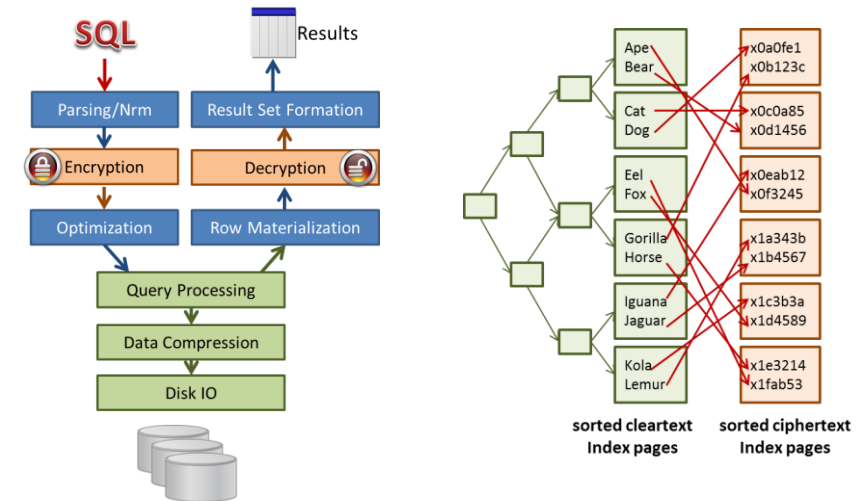 SQL
Results
Parsing/Nrm
Result Set Formation
Encryption
Decryption
Optimization
Row Materialization
Query Processing
Data Compression
Disk IO
Ape
Bear
Cat
Dog
Eel
Fox
Gorilla
Horse
Iguana
Jaguar
Kola
Lemur
sorted cleartext
Index pages
x0a0fe1
x0b123c
x0c0a85
x0d1456
x0eab12
x0f3245
x1a343b
x1b4567
x1c3b3a
x1d4589
x1e3214
x1fab53
sorted ciphertext
Index pages